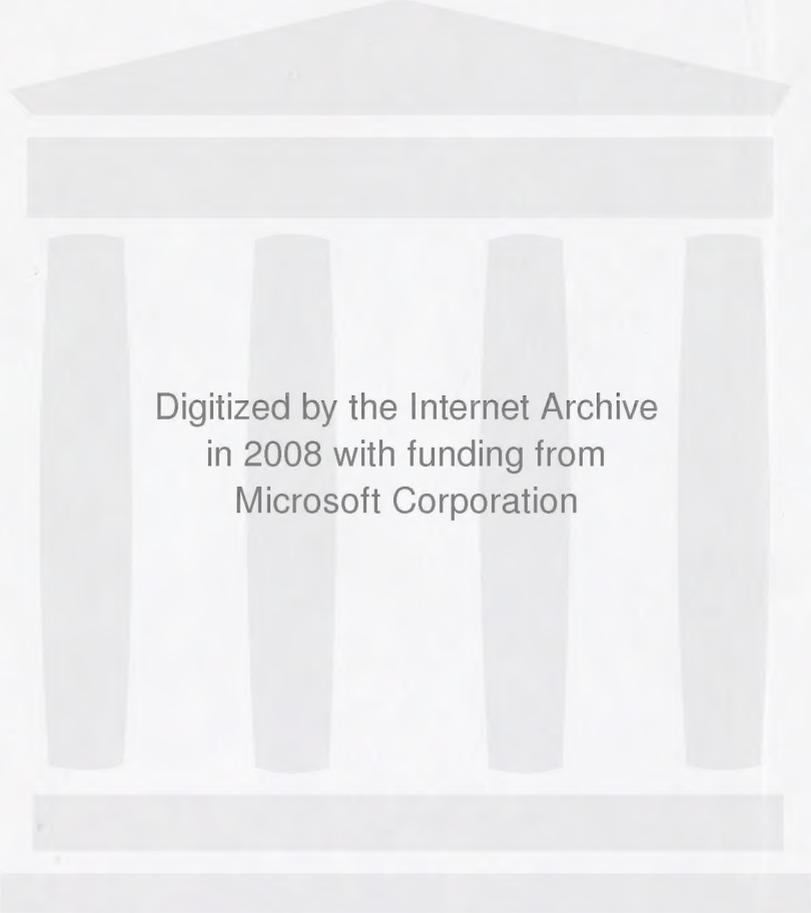 Digitized by the Internet Archive
in 2008 with funding from
Microsoft Corporation